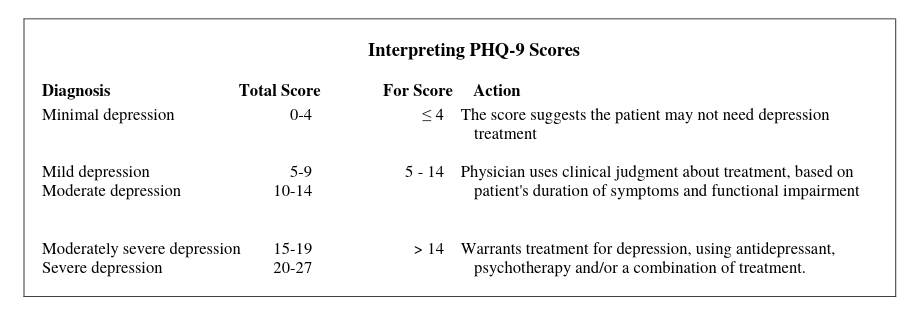 Interpreting PHQ-9 Scores
Diagnosis Total Score For Score Action
Minimal depression 0-4 ≤ 4 The score suggests the patient may not need depression
treatment
Mild depression 5-9 5 - 14 Physician uses clinical judgment about treatment, based on
Moderate depression 10-14 patient's duration of symptoms and functional impairment
Moderately severe depression 15-19 > 14 Warrants treatment for depression, using antidepressant,
Severe depression 20-27 psychotherapy and/or a combination of treatment.